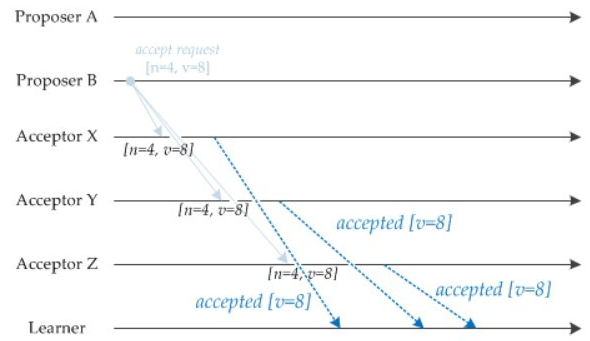 Proposer A
accept request
[n=4, v=8]
Proposer B
Acceptor X
[n=4, v=8]
Acceptor Y
[n=4, v=8]
accepted [v=8]
Acceptor Z
[n=4, v=8]
accepted [v=8]
accepted [v=8]
Learner